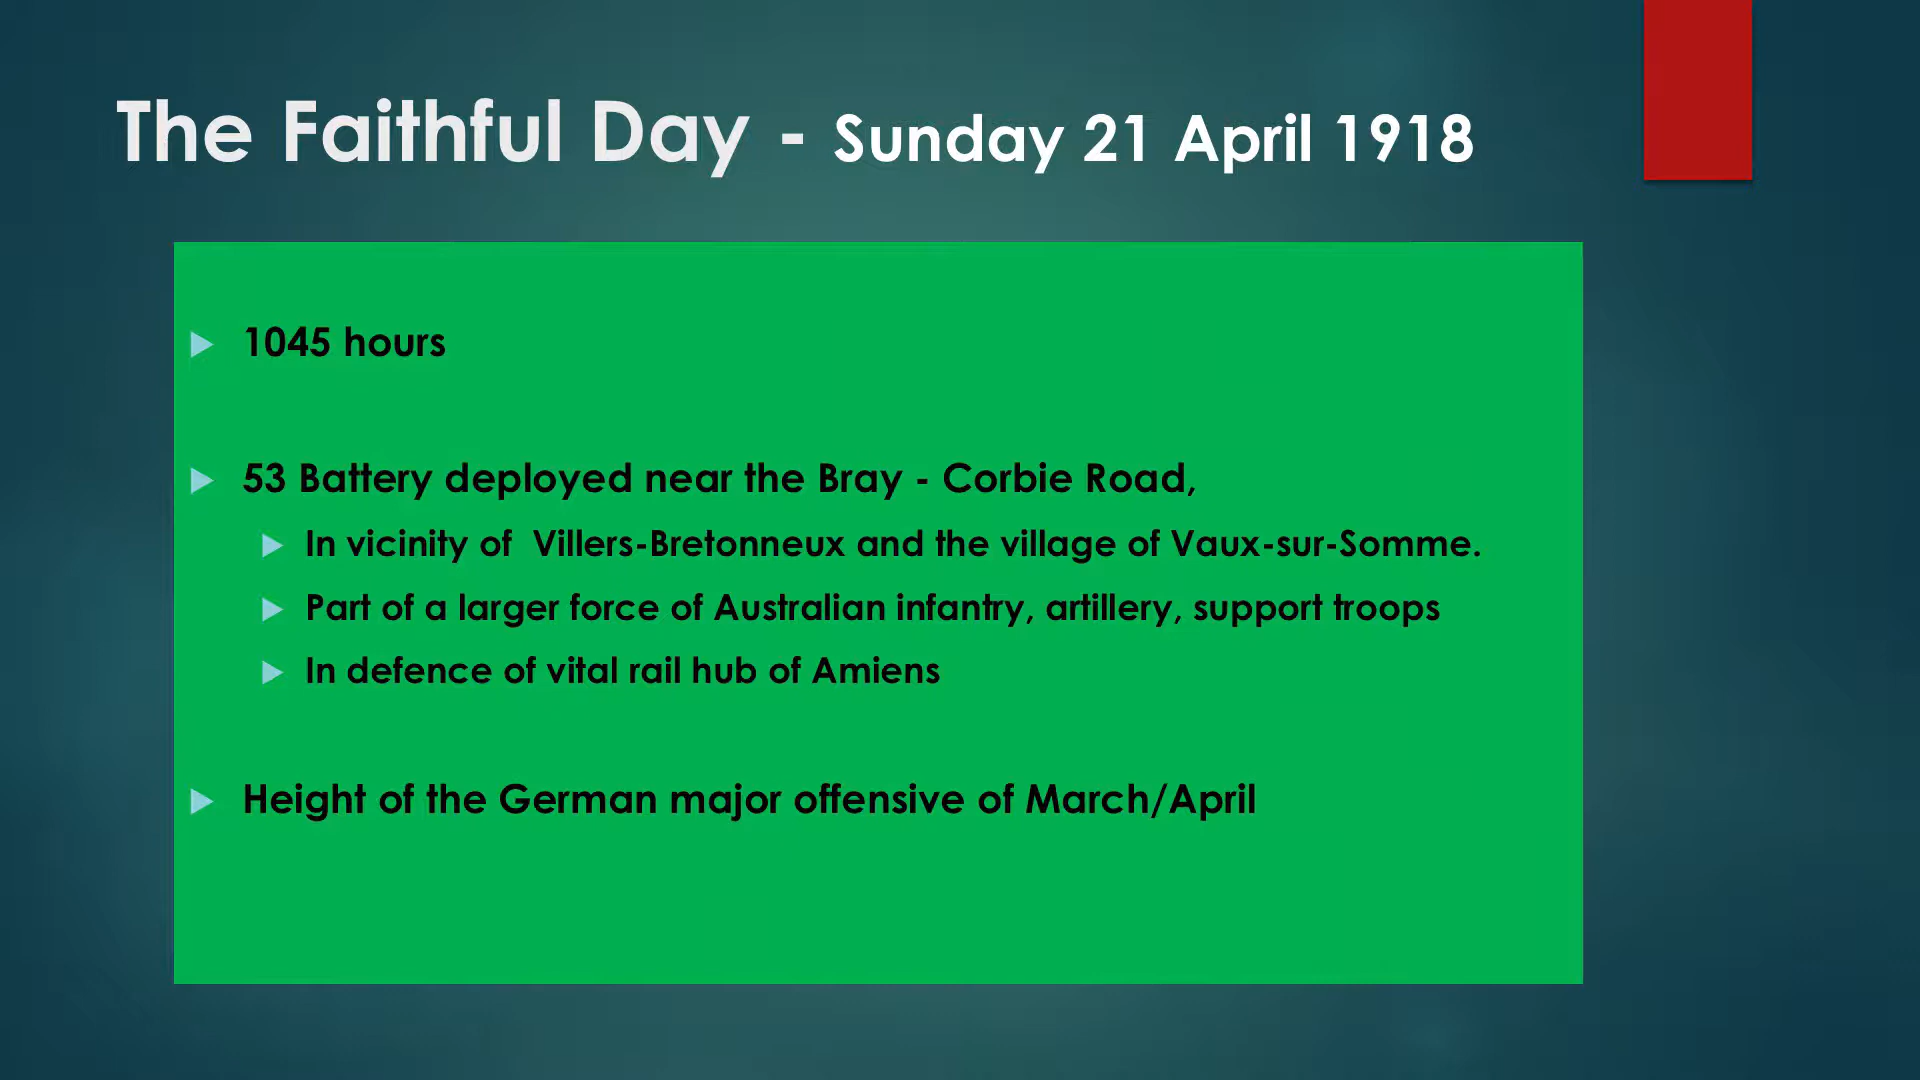 The Faithful Day - Sunday 21 April 1918
1045 hours
53 Battery deployed near the Bray - Corbie Road,
In vicinity of  Villers-Bretonneux and the village of Vaux-sur-Somme.
Part of a larger force of Australian infantry, artillery, support troops
In defence of vital rail hub of Amiens
Height of the German major offensive of March/April